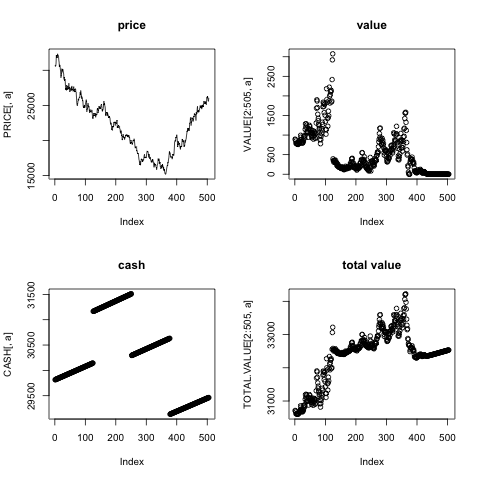 price
PRICE[, a]
15000 25000
0 100 200 300 400 500
Index
value
VALUE[2:505, a]
0 500 1500 2500
0 100 200 300 400 500
Index
cash
CASH[, a]
29500 30500 31500
0 100 200 300 400 500
Index
total value
TOTAL.VALUE[2:505, a]
31000 33000
0 100 200 300 400 500
Index